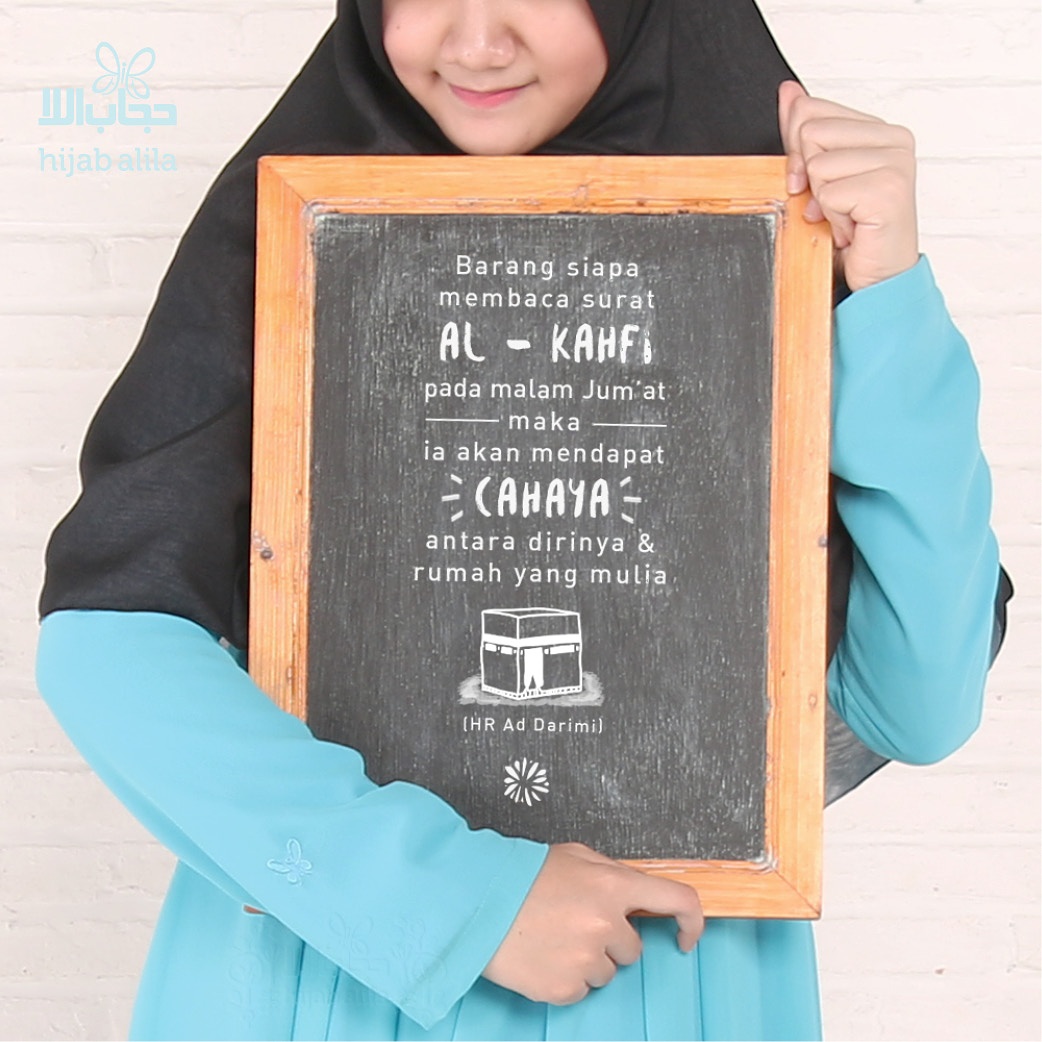 حجاب اللا
hijab alila
Barang siapa
membaca surat
AL - KAHFi
pada malam Jum'at
maka
ia akan mendapat
CAHAYA
antara dirinya &
rumah yang mulia
(HR Ad Darimi)